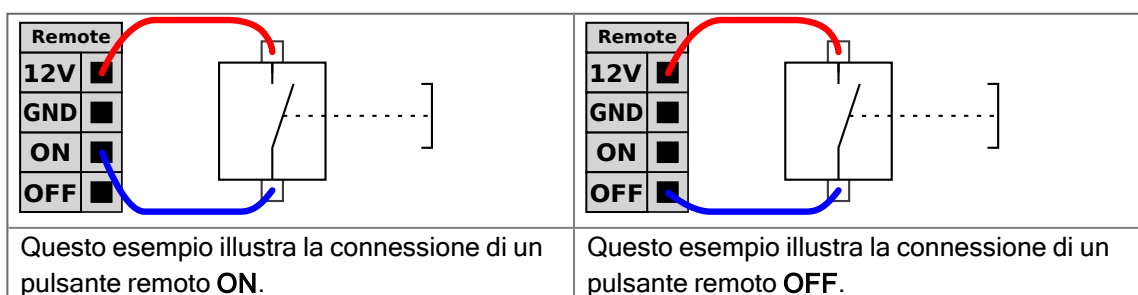 Remote
12V
GND
ON
OFF
Remote
12V
GND
ON
OFF
Questo esempio illustra la connessione di un
pulsante remoto ON.
Questo esempio illustra la connessione di un
pulsante remoto OFF.